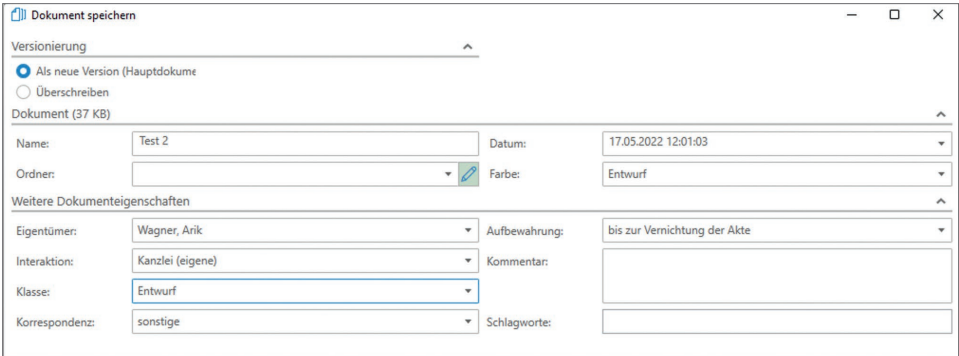 Dokument speichern
Versionierung
Als neue Version (Hauptdokume
Überschreiben
Dokument (37 KB)
Name: Test 2 Datum: 17.05.2022 12:01:03
Ordner: Farbe: Entwurf
Weitere Dokumenteigenschaften
Eigentümer: Wagner, Arik Aufbewahrung: bis zur Vernichtung der Akte
Interaktion: Kanzlei (eigene) Kommentar:
Klasse: Entwurf
Korrespondenz: sonstige Schlagworte: